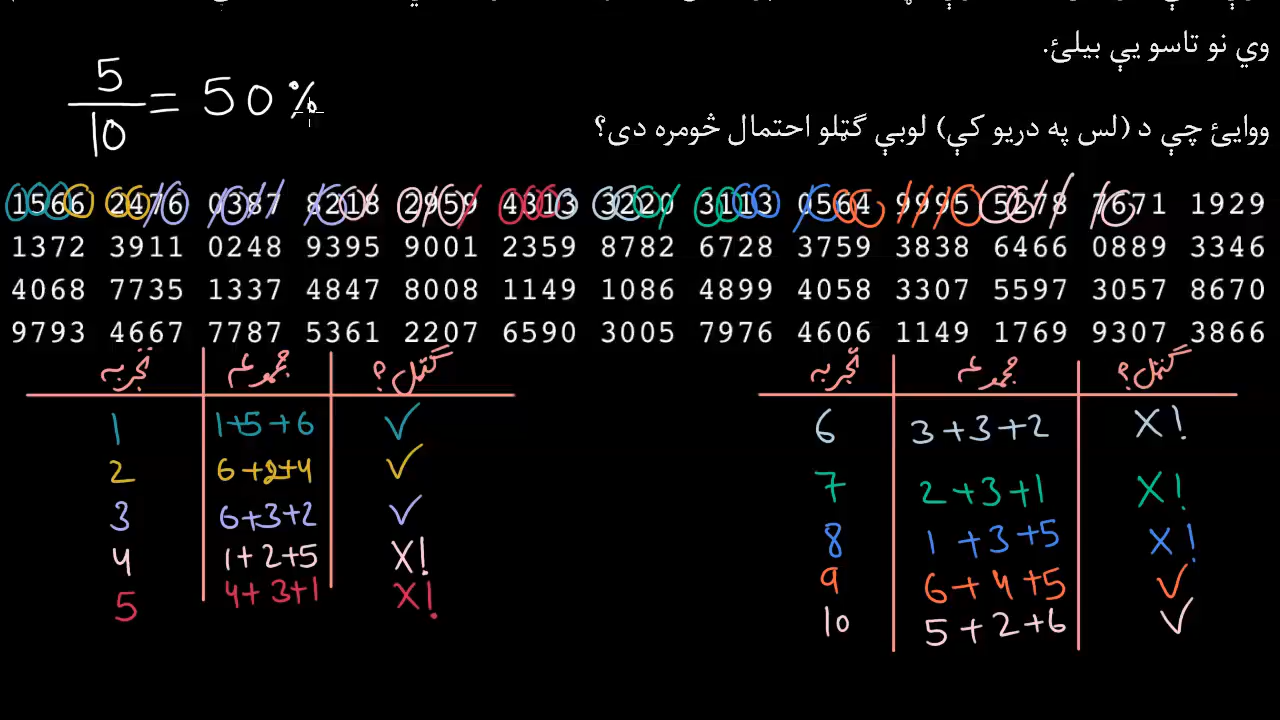 وي نو تاسو یې بیلئ.
5/10 = 50 %
ووایئ چې د (لس په دریو کې) لوبې ګټلو احتمال څومره دی؟
1566 2476 0387 8218 2959 4313 3220 3113 0564 9995 5278 7671 1929
1372 3911 0248 9395 9001 2359 8782 6728 3759 3838 6466 0889 3346
4068 7735 1337 4847 8008 1149 1086 4899 4058 3307 5597 3057 8670
9793 4667 7787 5361 2207 6590 3005 7976 4606 1149 1769 9307 3866
تجربه مجموعه ګټل؟
1 1+5+6 ✓
2 6+2+4 ✓
3 6+3+2 ✓
4 1+2+5 X!
5 4+3+1 X!
تجربه مجموعه ګټل؟
6 3+3+2 X!
7 2+3+1 X!
8 1+3+5 X!
9 6+4+5 ✓
10 5+2+6 ✓